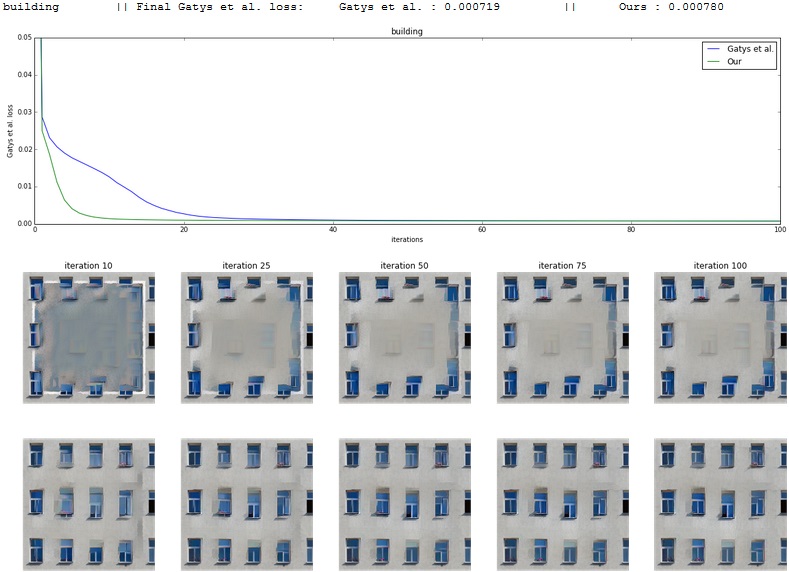 building || Final Gatys et al. loss: Gatys et al. : 0.000719 || Ours : 0.000780
building
Gatys et al.
Our
0.05
0.04
0.03
0.02
0.01
0.00
Gatys et al. loss
0 20 40 60 80 100
iterations
iteration 10 iteration 25 iteration 50 iteration 75 iteration 100